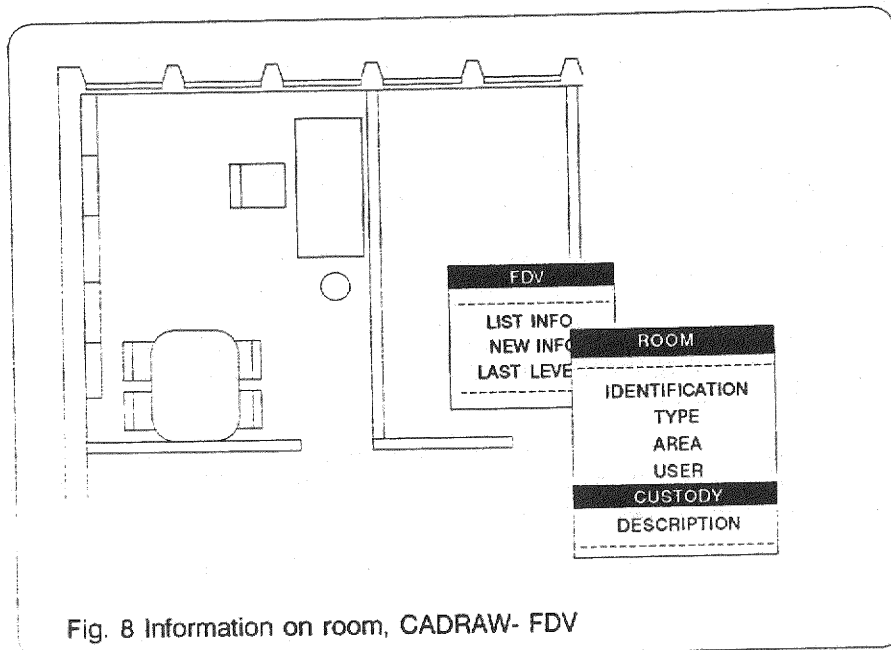 FDV
LIST INFO
NEW INFO
LAST LEVE
ROOM
IDENTIFICATION
TYPE
AREA
USER
CUSTODY
DESCRIPTION
Fig. 8 Information on room, CADRAW- FDV